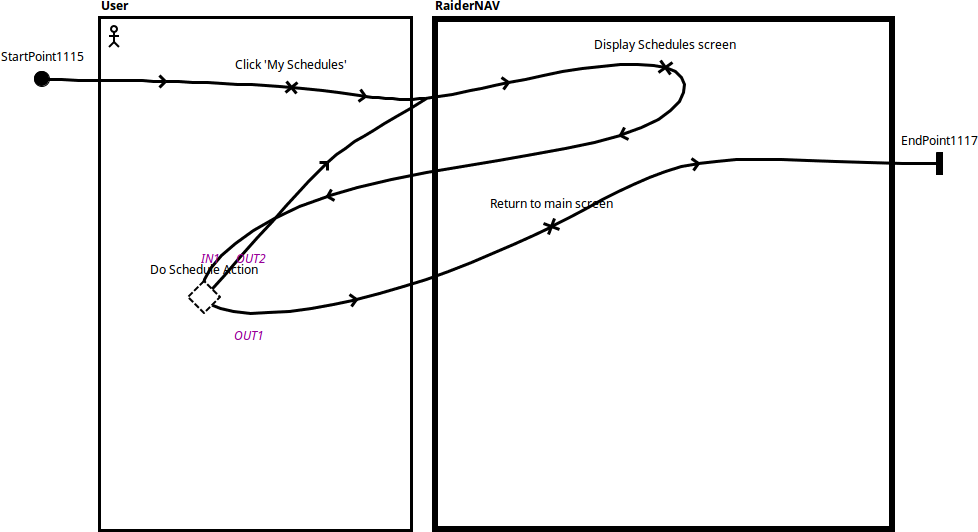 User
RaiderNAV
StartPoint1115
Click 'My Schedules'
Display Schedules screen
EndPoint1117
Return to main screen
IN1
OUT2
Do Schedule Action
OUT1